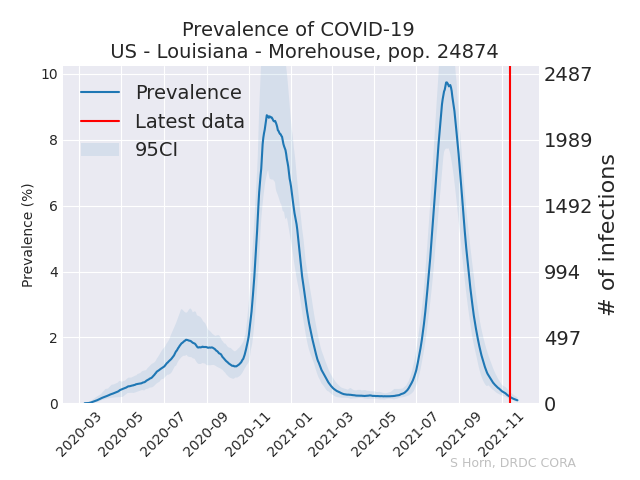 Prevalence of COVID-19
US - Louisiana - Morehouse, pop. 24874
10
8
6
4
2
0
Prevalence (%)
Prevalence
Latest data
95CI
2487
1989
1492
994
497
0
# of infections
2020-03
2020-05
2020-07
2020-09
2020-11
2021-01
2021-03
2021-05
2021-07
2021-09
2021-11
S Horn, DRDC CORA